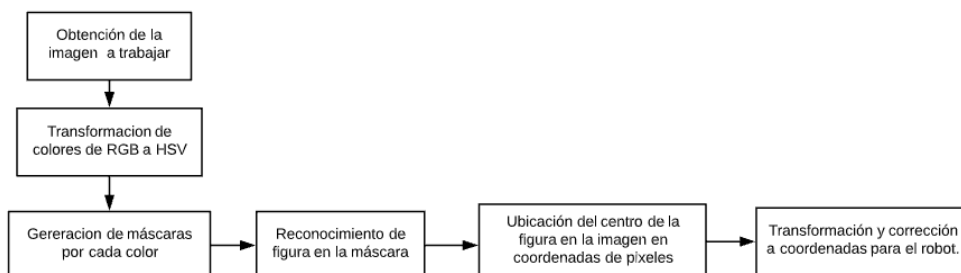 Obtención de la
imagen a trabajar
Transformacion de
colores de RGB a HSV
Gereracion de máscaras
por cada color
Reconocimiento de
figura en la máscara
Ubicación del centro de la
figura en la imagen en
coordenadas de píxeles
Transformación y corrección
a coordenadas para el robot.